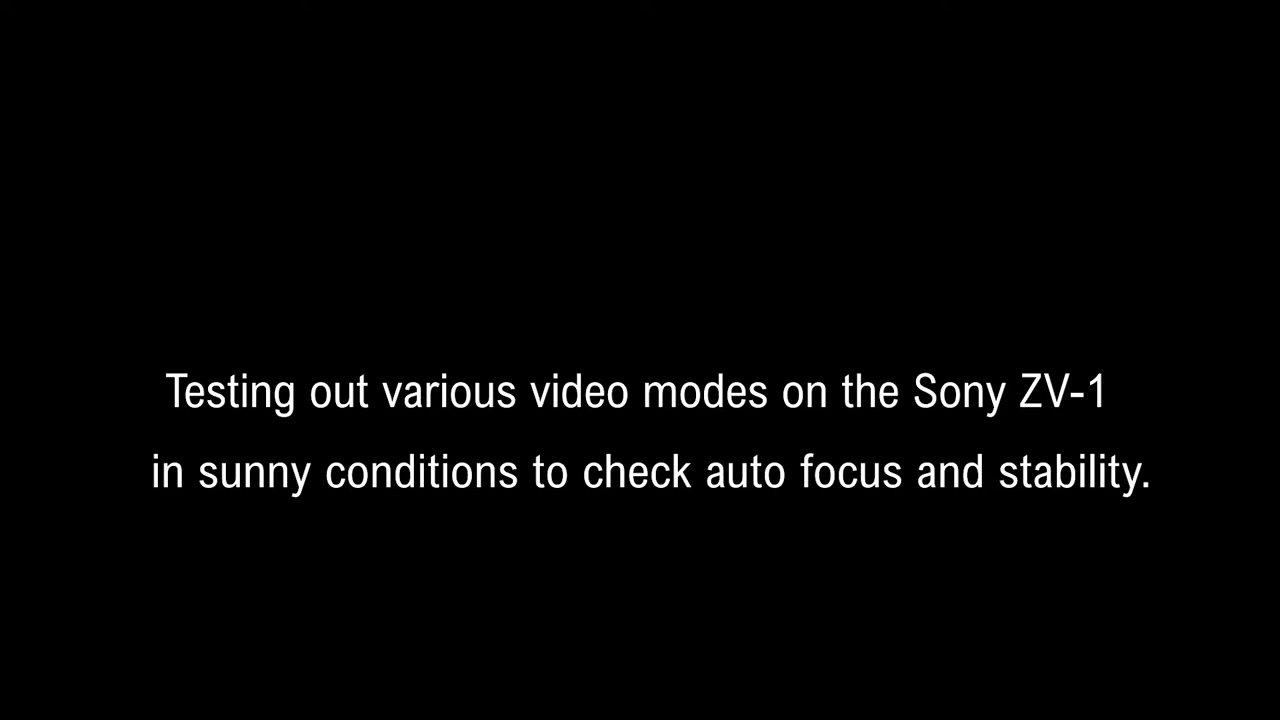 Testing out various video modes on the Sony ZV-1
in sunny conditions to check auto focus and stability.